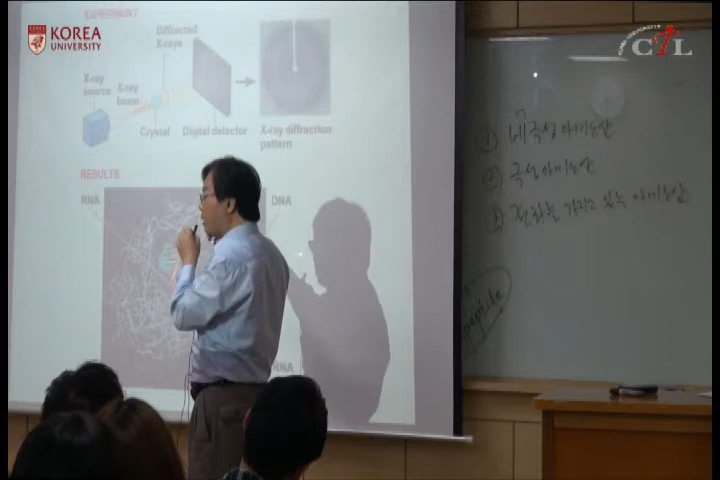 KOREA
UNIVERSITY
EXPERIMENT
Diffracted
X-rays
X-ray
source
X-ray
beam
Crystal
Digital detector
X-ray diffraction
pattern
RESULTS
RNA
DNA
RNA
CTL
① 비극성 아미노산
② 극성 아미노산
③ 전하를 가지고 있는 아미노산